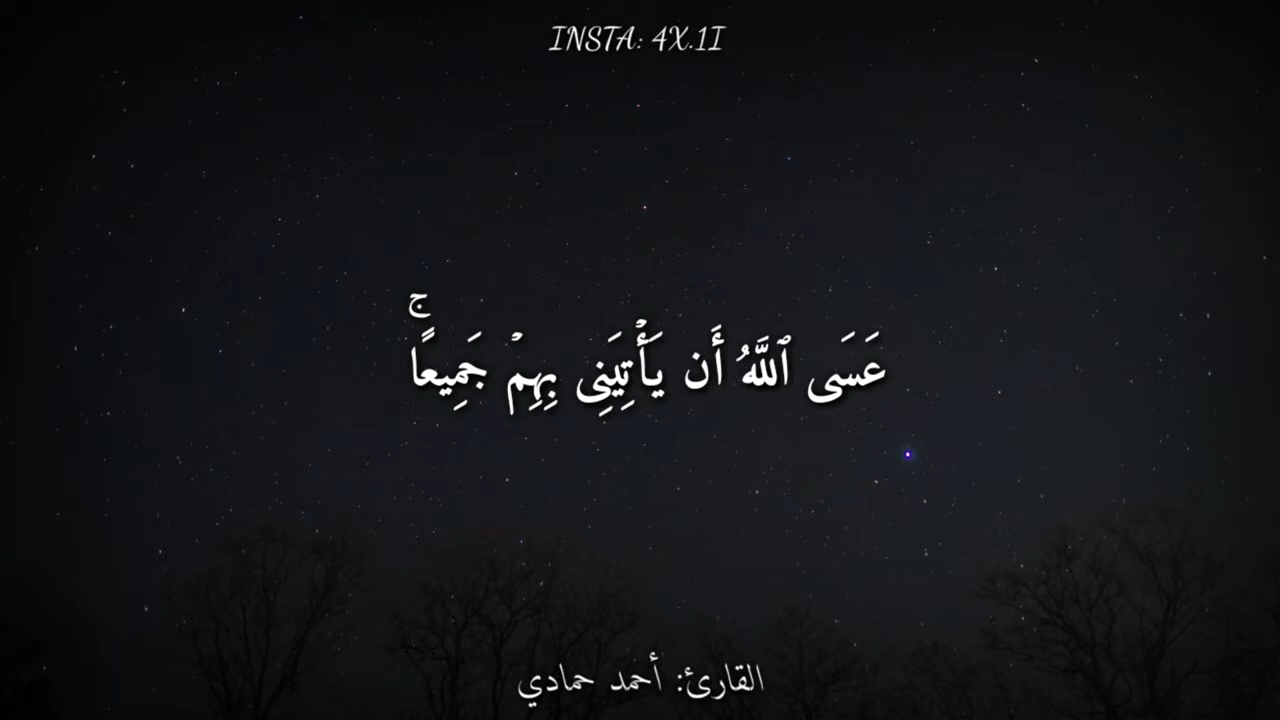 INSTA: 4X.1I
عَسَى ٱللَّهُ أَن يَأۡتِيَنِى بِهِمۡ جَمِيعًاۚ
القارئ: أحمد حمادي